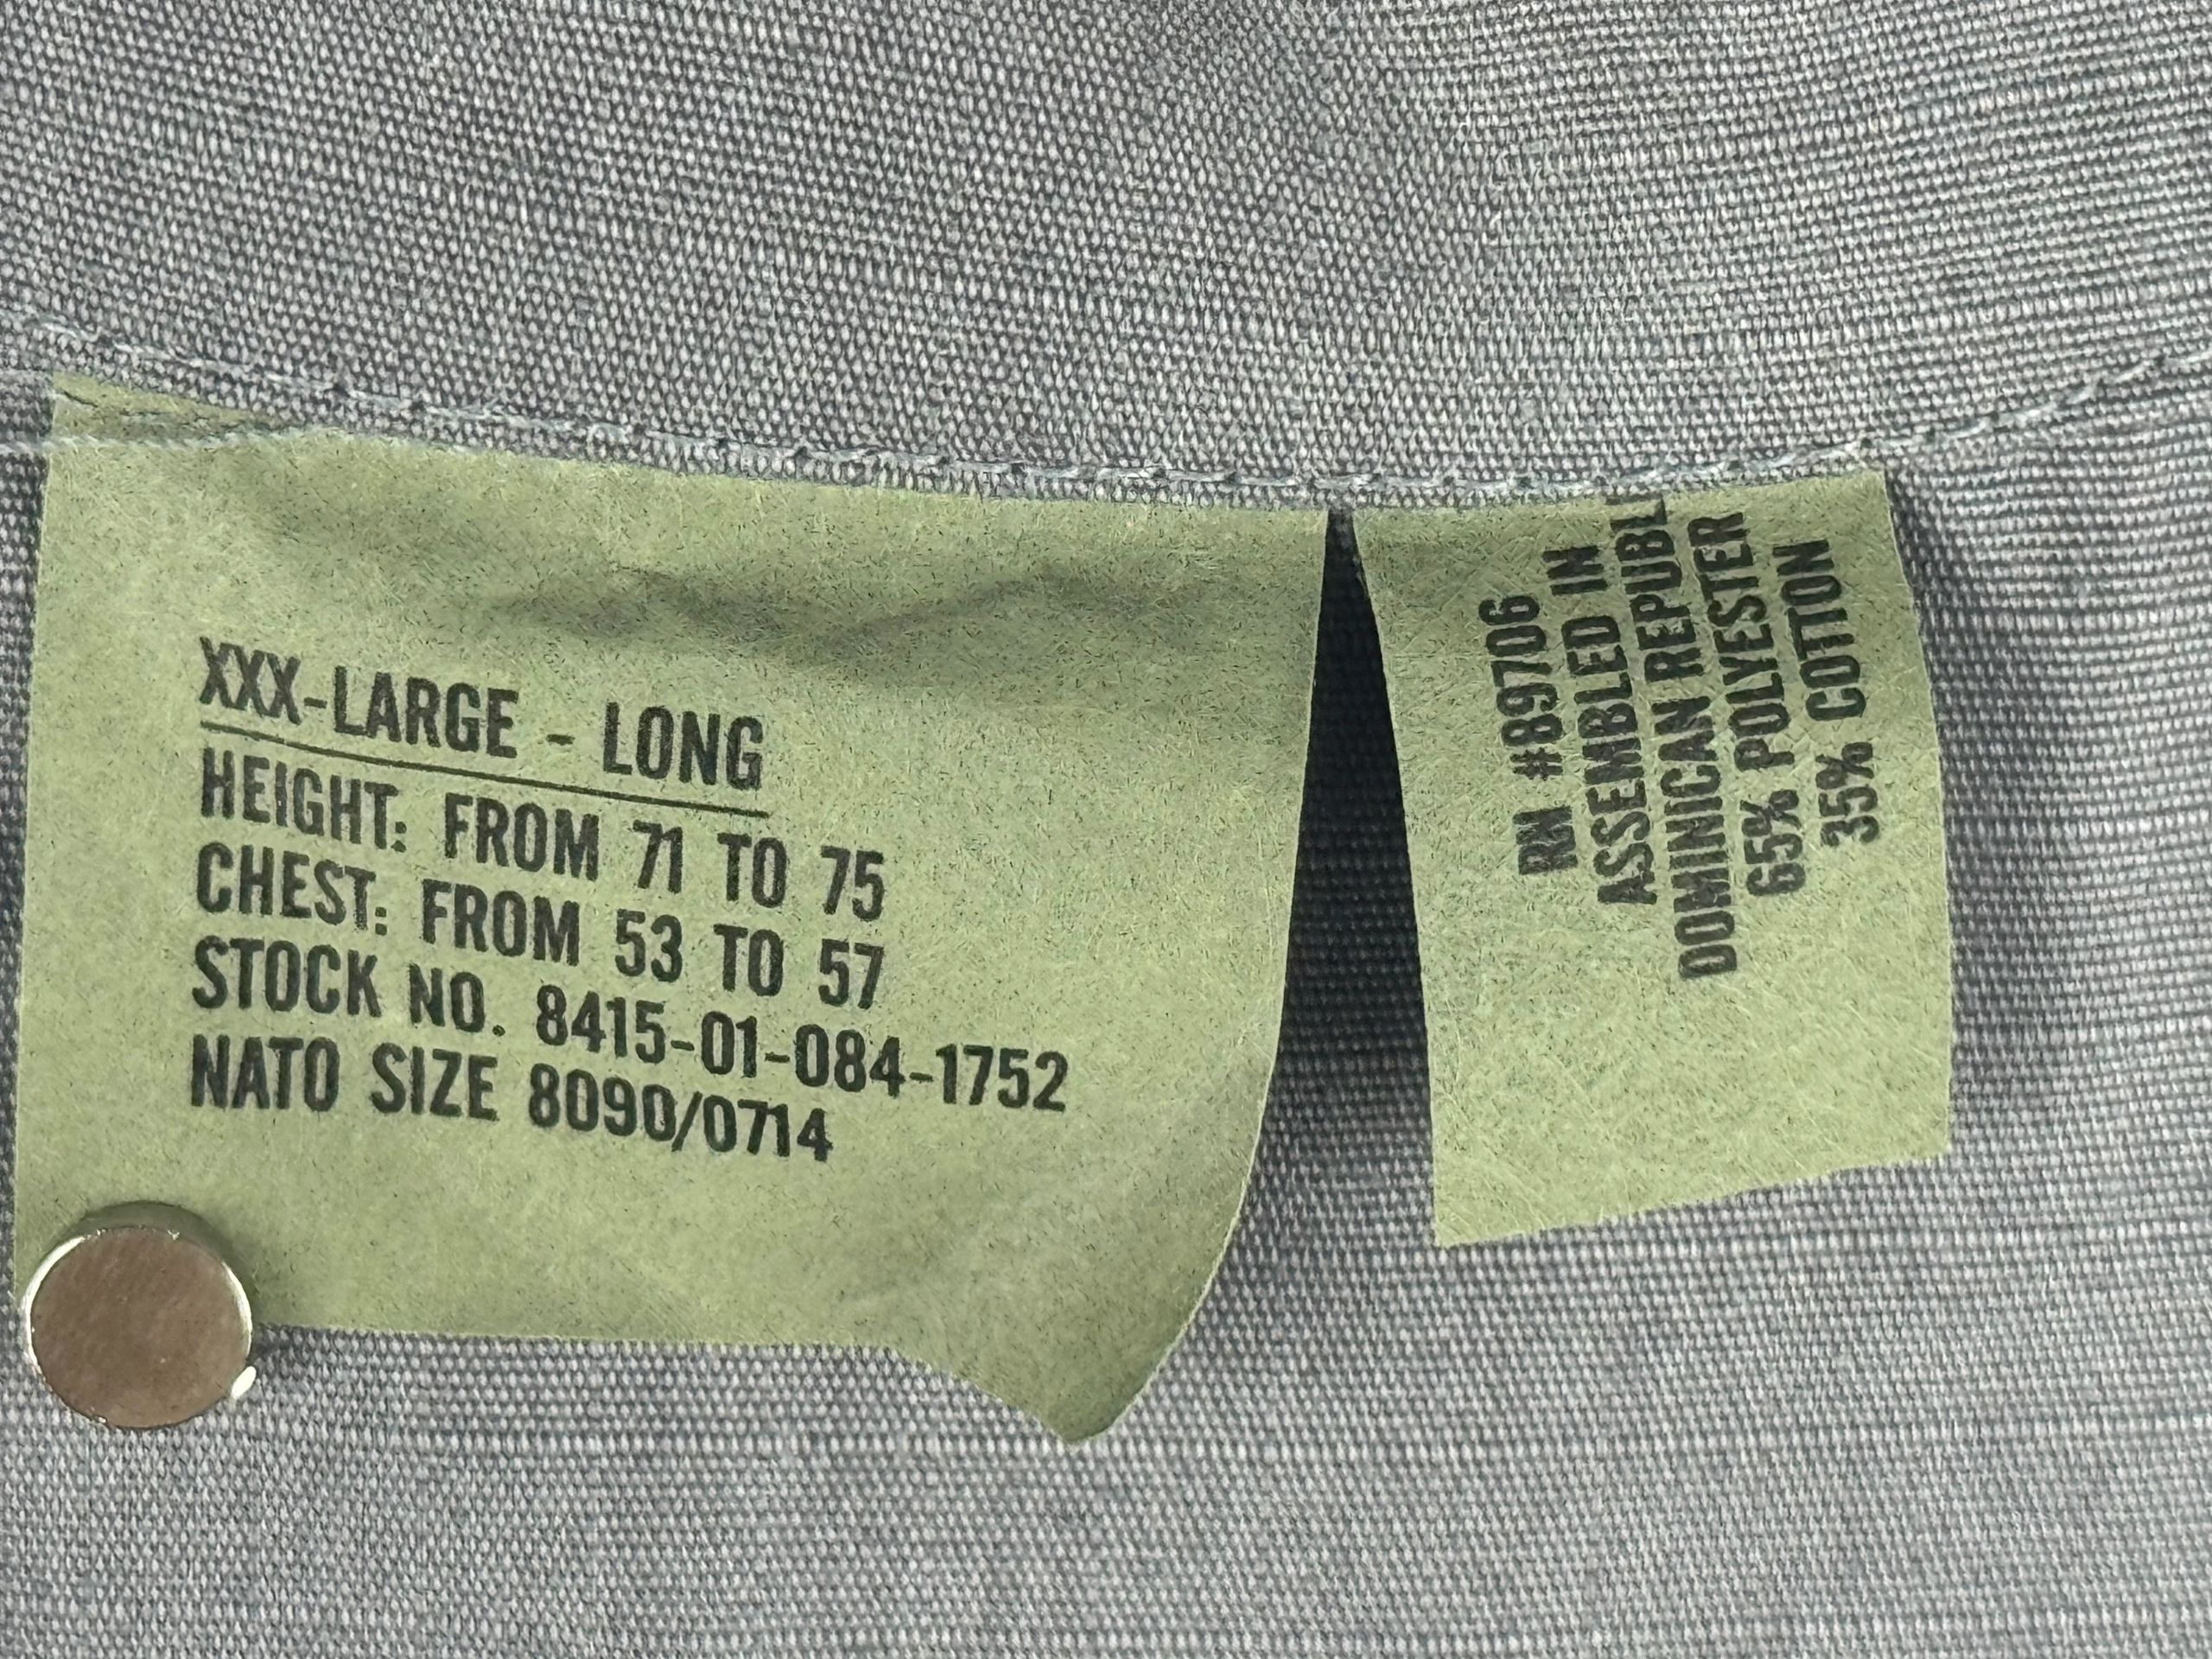 XXX-LARGE - LONG
HEIGHT: FROM 71 TO 75
CHEST: FROM 53 TO 57
STOCK NO. 8415-01-084-1752
NATO SIZE 8090/0714
RN #89706
ASSEMBLED IN
DOMINICAN REPUBL
65% POLYESTER
35% COTTON